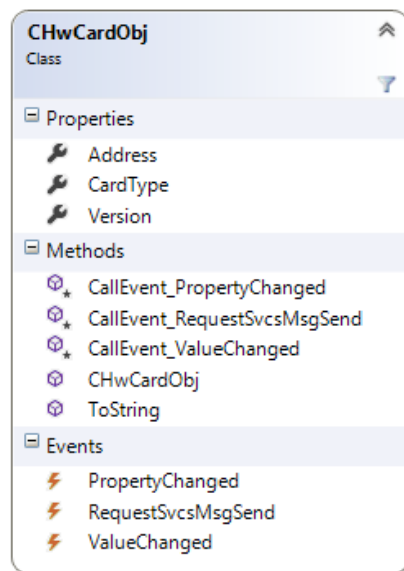 CHwCardObj
Class
Properties
Address
CardType
Version
Methods
CallEvent_PropertyChanged
CallEvent_RequestSvcsMsgSend
CallEvent_ValueChanged
CHwCardObj
ToString
Events
PropertyChanged
RequestSvcsMsgSend
ValueChanged